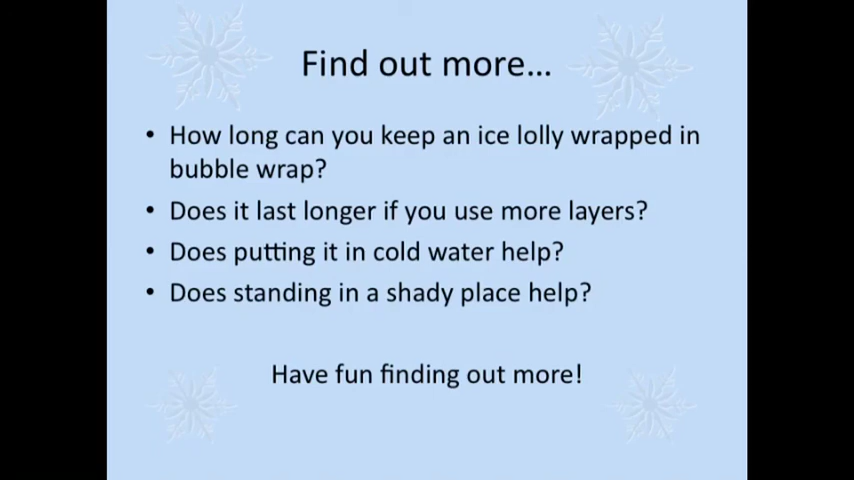 Find out more...
• How long can you keep an ice lolly wrapped in
bubble wrap?
• Does it last longer if you use more layers?
• Does putting it in cold water help?
• Does standing in a shady place help?
Have fun finding out more!